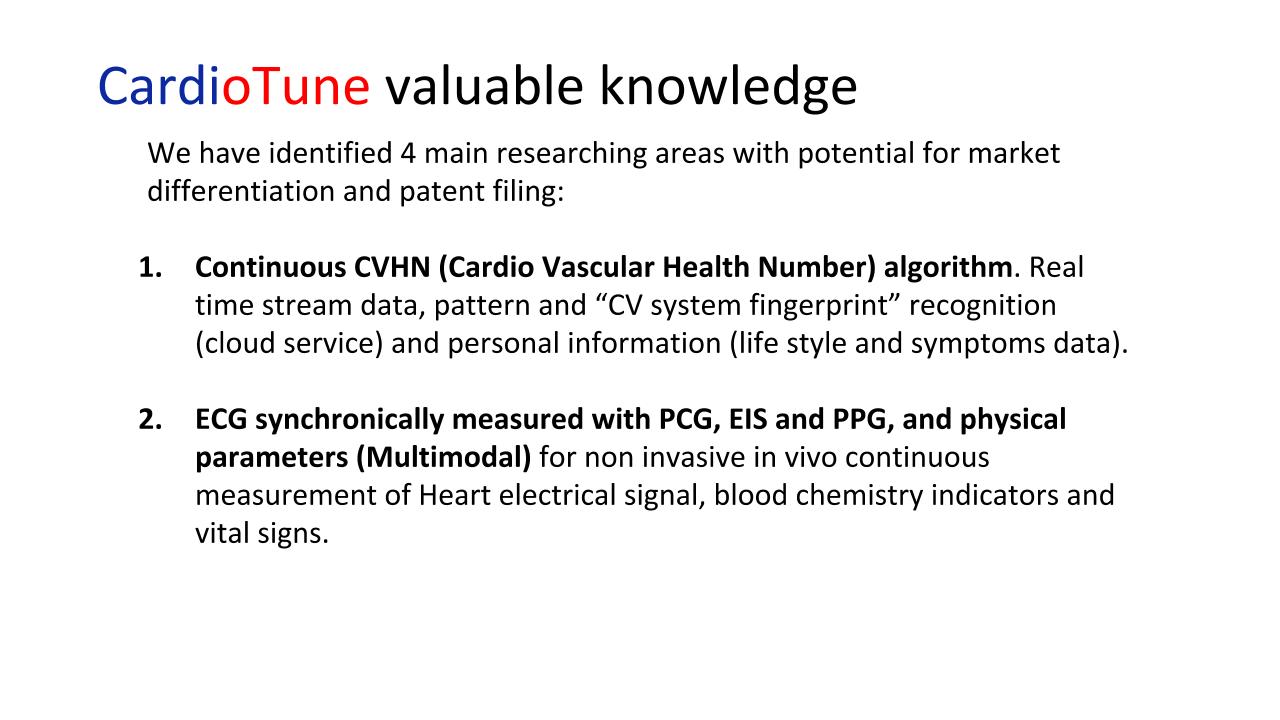 CardioTune valuable knowledge
We have identified 4 main researching areas with potential for market
differentiation and patent filing:
1. Continuous CVHN (Cardio Vascular Health Number) algorithm. Real
time stream data, pattern and “CV system fingerprint” recognition
(cloud service) and personal information (life style and symptoms data).
2. ECG synchronically measured with PCG, EIS and PPG, and physical
parameters (Multimodal) for non invasive in vivo continuous
measurement of Heart electrical signal, blood chemistry indicators and
vital signs.